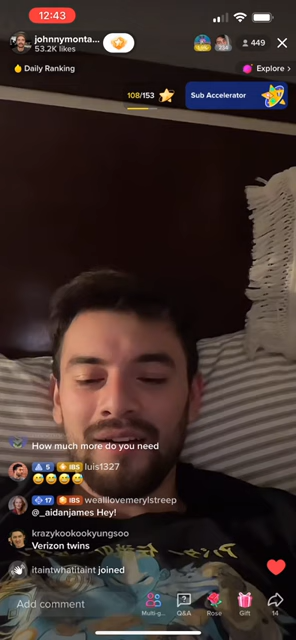 12:43
johnnymonta...
53.2K likes
449
Daily Ranking
Explore >
108/153
Sub Accelerator
How much more do you need
5 IBS luis1327
17 IBS wealllovemerylstreep
@_aidanjames Hey!
krazykookookyungsoo
Verizon twins
itaintwhatitaint joined
Add comment
Multi-g...
Q&A
Rose
Gift
14